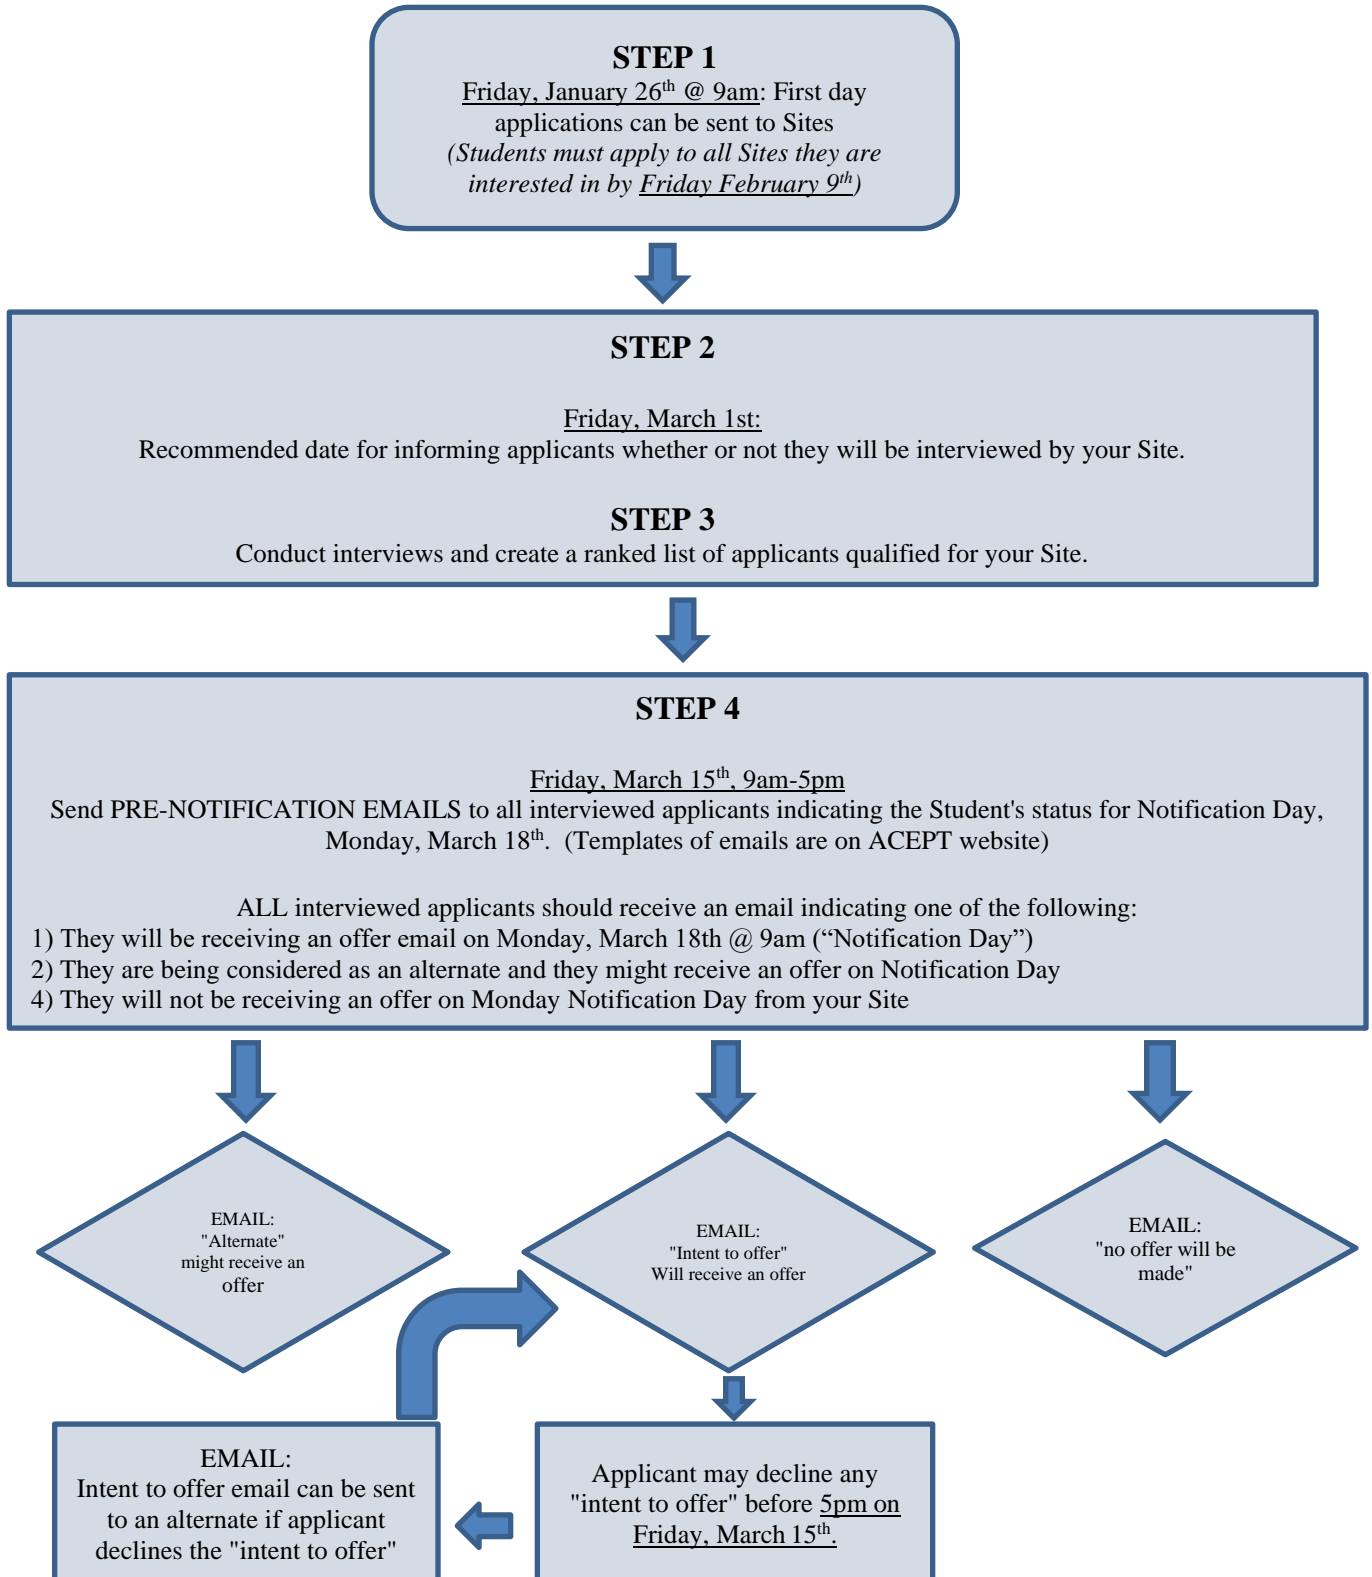 STEP 1
Friday, January 26th @ 9am: First day
applications can be sent to Sites
(Students must apply to all Sites they are
interested in by Friday February 9th)
STEP 2
Friday, March 1st:
Recommended date for informing applicants whether or not they will be interviewed by your Site.
STEP 3
Conduct interviews and create a ranked list of applicants qualified for your Site.
STEP 4
Friday, March 15th, 9am-5pm
Send PRE-NOTIFICATION EMAILS to all interviewed applicants indicating the Student's status for Notification Day,
Monday, March 18th.  (Templates of emails are on ACEPT website)
ALL interviewed applicants should receive an email indicating one of the following:
1) They will be receiving an offer email on Monday, March 18th @ 9am (“Notification Day”)
2) They are being considered as an alternate and they might receive an offer on Notification Day
4) They will not be receiving an offer on Monday Notification Day from your Site
EMAIL:
"Alternate"
might receive an
offer
EMAIL:
"Intent to offer"
Will receive an offer
EMAIL:
"no offer will be
made"
EMAIL:
Intent to offer email can be sent
to an alternate if applicant
declines the "intent to offer"
Applicant may decline any
"intent to offer" before 5pm on
Friday, March 15th.